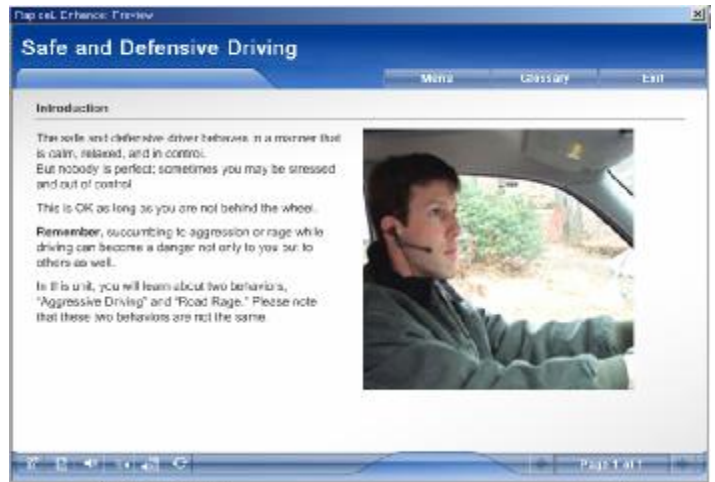 Safe and Defensive Driving
Menu Glossary Exit
Introduction
The safe and defensive driver behaves in a manner that
is calm, relaxed, and in control.
But nobody is perfect; sometimes you may be stressed
and out of control
This is OK as long as you are not behind the wheel.
Remember, succumbing to aggression or rage while
driving can become a danger not only to you but to
others as well.
In this unit, you will learn about two behaviors,
"Aggressive Driving" and "Road Rage." Please note
that these two behaviors are not the same
Page 1 of 1